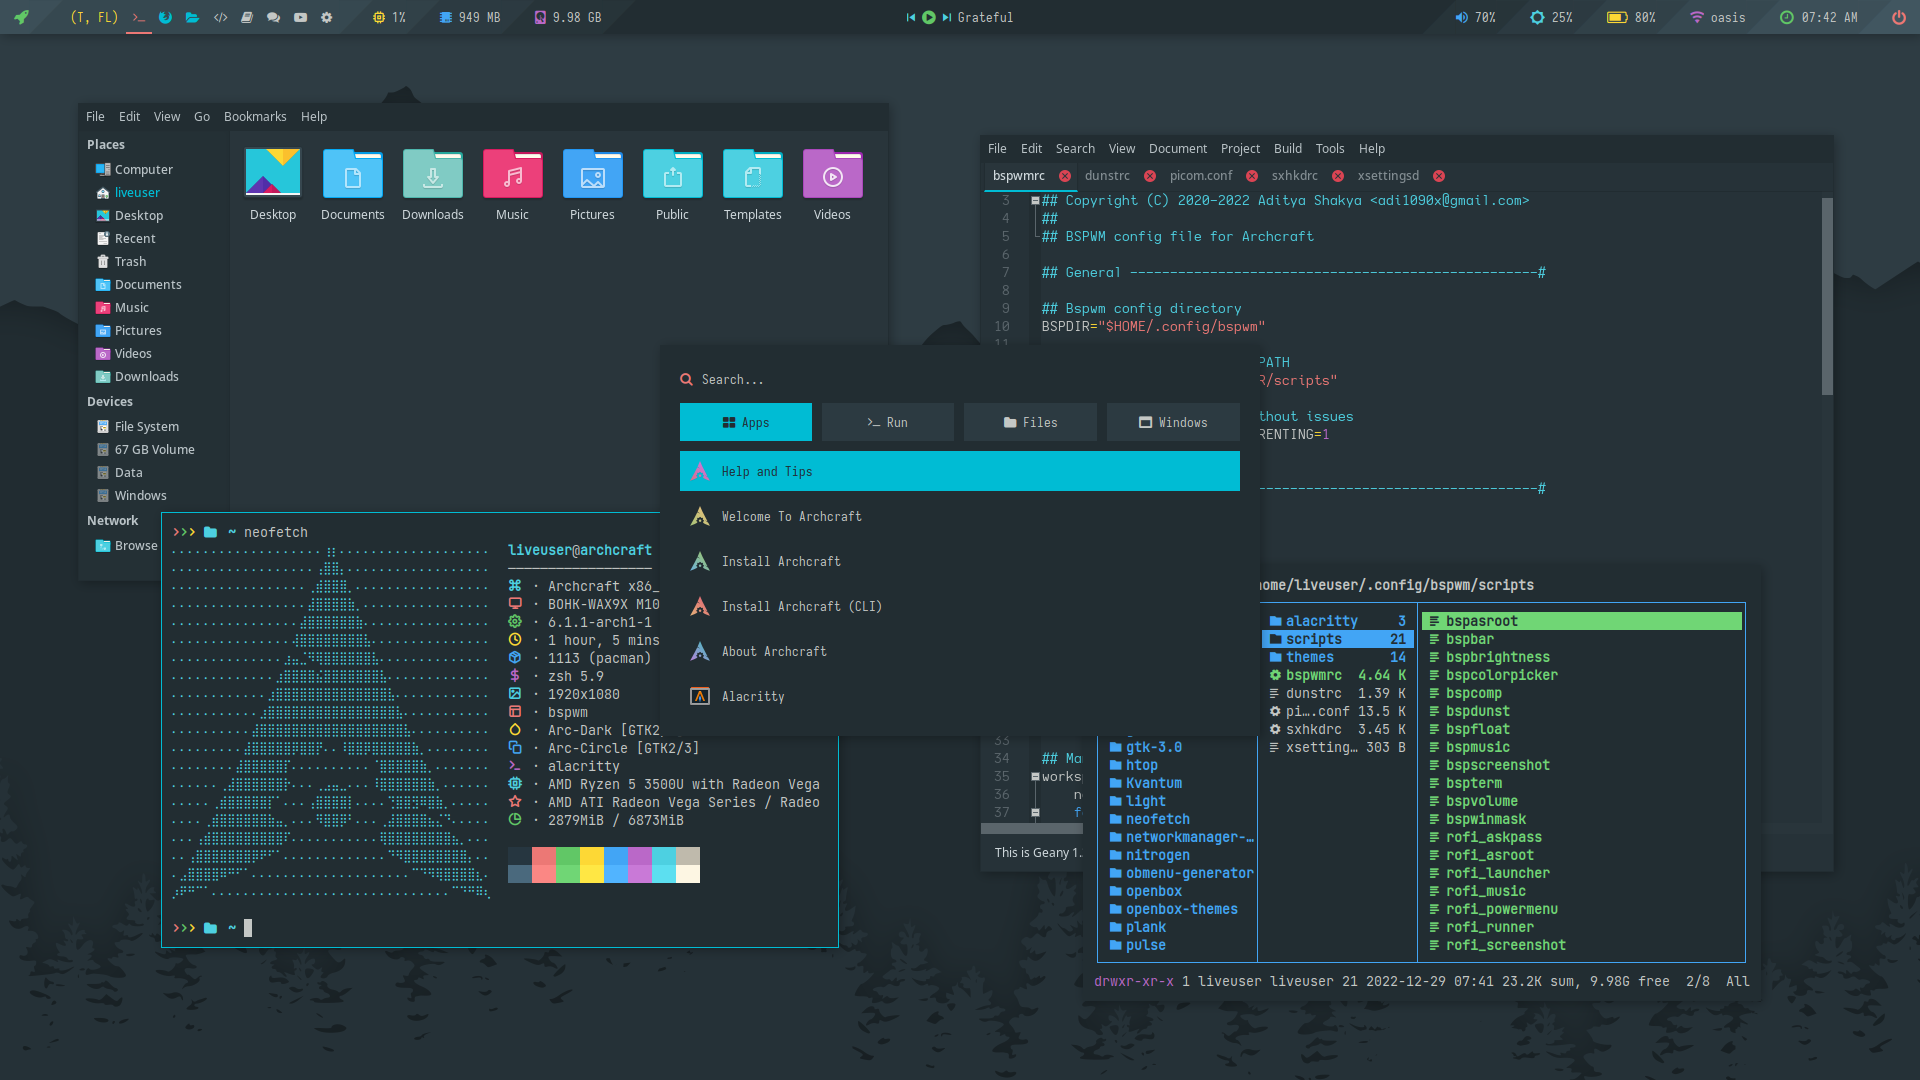 (T, FL)
1%
949 MB
9.98 GB
Grateful
70%
25%
80%
oasis
07:42 AM
File Edit View Go Bookmarks Help
Places
Computer
liveuser
Desktop
Recent
Trash
Documents
Music
Pictures
Videos
Downloads
Devices
File System
67 GB Volume
Data
Windows
Network
Browse
Desktop Documents Downloads Music Pictures Public Templates Videos
File Edit Search View Document Project Build Tools Help
bspwmrc dunstrc picom.conf sxhkdrc xsettingsd
3 ## Copyright (C) 2020-2022 Aditya Shakya <adi1090x@gmail.com>
4 ##
5 ## BSPWM config file for Archcraft
6
7 ## General ---------------------------------------------------#
8
9 ## Bspwm config directory
10 BSPDIR="$HOME/.config/bspwm"
11
PATH
R/scripts"
thout issues
RENTING=1
-----------------------------------#
33
34 ## Ma
35 worksp
36 n
37 f
This is Geany 1.
Search...
Apps Run Files Windows
Help and Tips
Welcome To Archcraft
Install Archcraft
Install Archcraft (CLI)
About Archcraft
Alacritty
~ neofetch
liveuser@archcraft
· Archcraft x86_
· BOHK-WAX9X M10
· 6.1.1-arch1-1
· 1 hour, 5 mins
· 1113 (pacman)
· zsh 5.9
· 1920x1080
· bspwm
· Arc-Dark [GTK2/
· Arc-Circle [GTK2/3]
· alacritty
· AMD Ryzen 5 3500U with Radeon Vega
· AMD ATI Radeon Vega Series / Radeo
· 2879MiB / 6873MiB
~
home/liveuser/.config/bspwm/scripts
gtk-3.0
htop
Kvantum
light
neofetch
networkmanager-…
nitrogen
obmenu-generator
openbox
openbox-themes
plank
pulse
alacritty 3
scripts 21
themes 14
bspwmrc 4.64 K
dunstrc 1.39 K
pi….conf 13.5 K
sxhkdrc 3.45 K
xsetting… 303 B
bspasroot
bspbar
bspbrightness
bspcolorpicker
bspcomp
bspdunst
bspfloat
bspmusic
bspscreenshot
bspterm
bspvolume
bspwinmask
rofi_askpass
rofi_asroot
rofi_launcher
rofi_music
rofi_powermenu
rofi_runner
rofi_screenshot
drwxr-xr-x 1 liveuser liveuser 21 2022-12-29 07:41 23.2K sum, 9.98G free 2/8 All